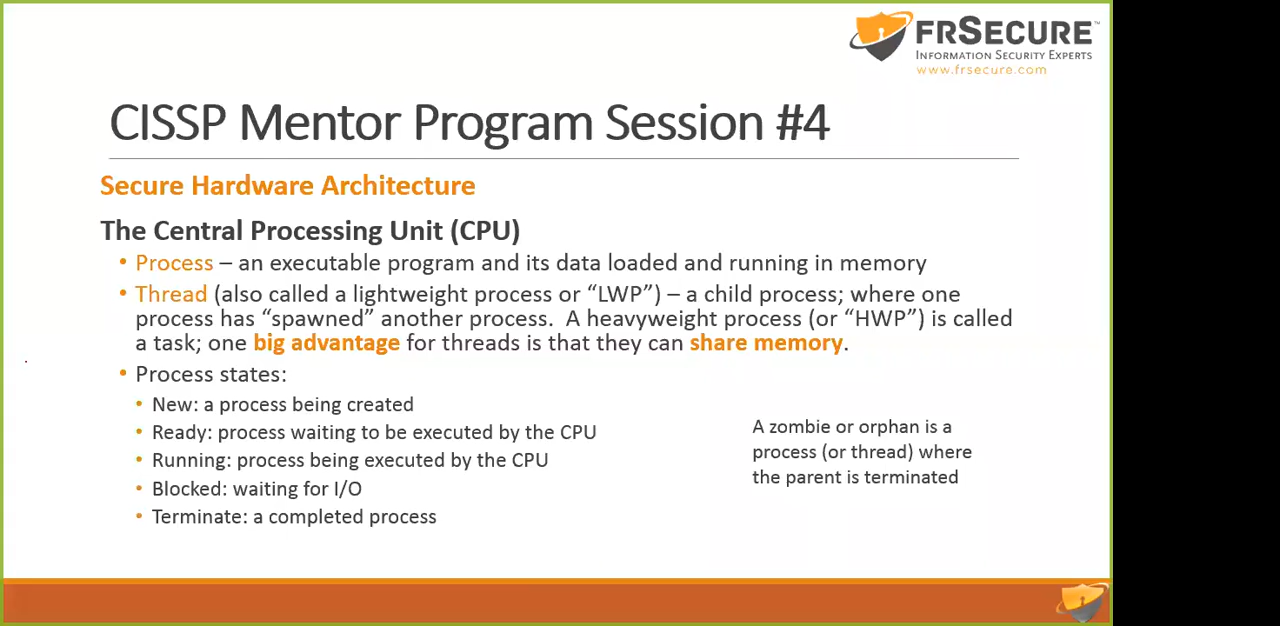 FRSECURE™
INFORMATION SECURITY EXPERTS
www.frsecure.com
CISSP Mentor Program Session #4
Secure Hardware Architecture
The Central Processing Unit (CPU)
• Process – an executable program and its data loaded and running in memory
• Thread (also called a lightweight process or “LWP”) – a child process; where one
process has “spawned” another process.  A heavyweight process (or “HWP”) is called
a task; one big advantage for threads is that they can share memory.
• Process states:
• New: a process being created
• Ready: process waiting to be executed by the CPU
• Running: process being executed by the CPU
• Blocked: waiting for I/O
• Terminate: a completed process
A zombie or orphan is a
process (or thread) where
the parent is terminated